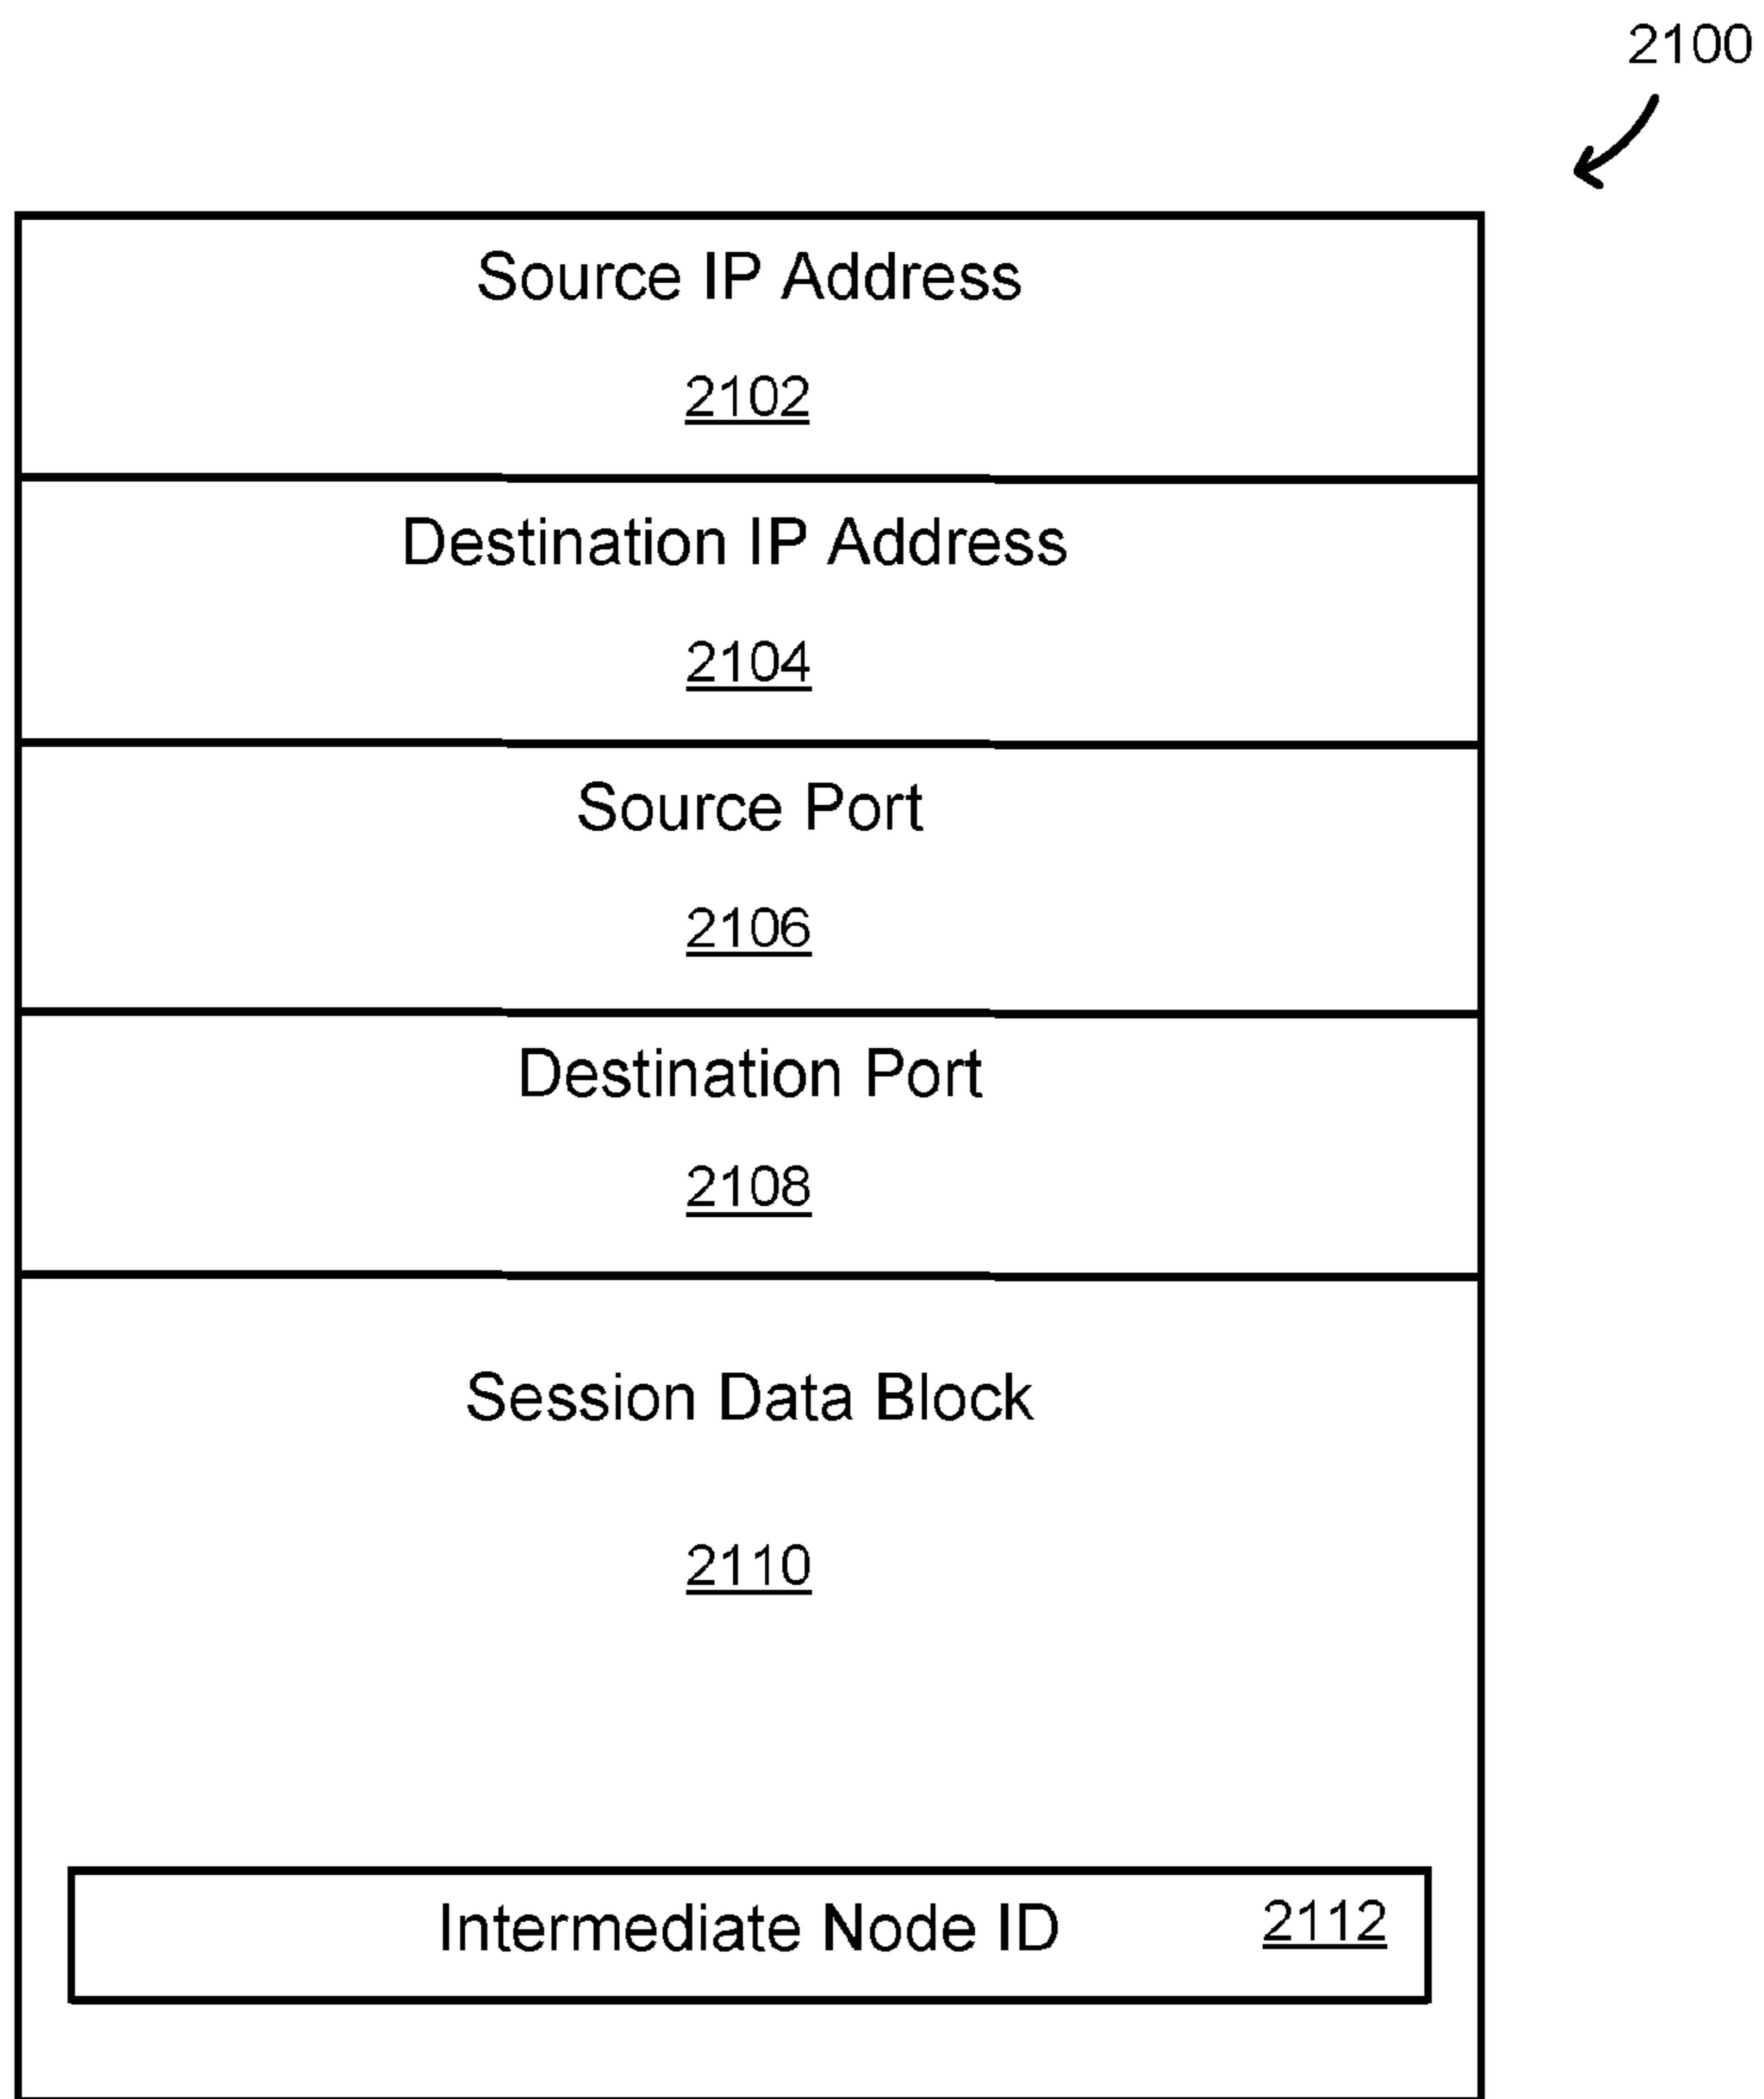 2100
Source IP Address
2102
Destination IP Address
2104
Source Port
2106
Destination Port
2108
Session Data Block
2110
Intermediate Node ID 2112